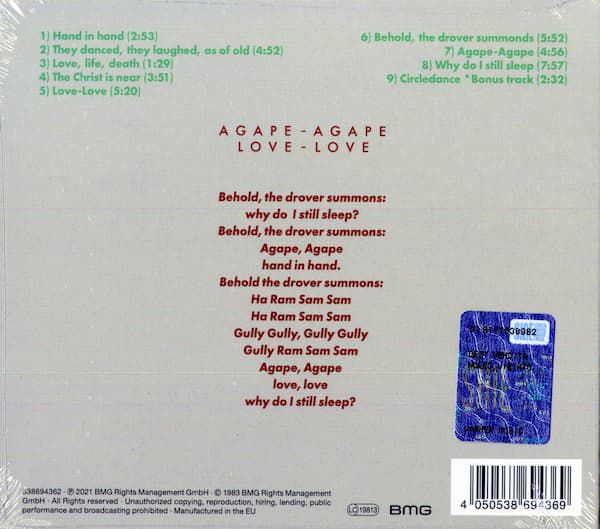 1) Hand in hand (2:53)
2) They danced, they laughed, as of old (4:52)
3) Love, life, death (1:29)
4) The Christ is near (3:51)
5) Love-Love (5:20)
6) Behold, the drover summonds (5:52)
7) Agape-Agape (4:56)
8) Why do I still sleep (7:57)
9) Circledance *Bonus track (2:32)
AGAPE - AGAPE
LOVE - LOVE
Behold, the drover summons:
why do I still sleep?
Behold, the drover summons:
Agape, Agape
hand in hand.
Behold the drover summons:
Ha Ram Sam Sam
Ha Ram Sam Sam
Gully Gully, Gully Gully
Gully Ram Sam Sam
Agape, Agape
love, love
why do I still sleep?
SIAE
WARNER MUSIC
538694362 · ℗ 2021 BMG Rights Management GmbH · © 1983 BMG Rights Management
GmbH · All Rights reserved · Unauthorized copying, reproduction, hiring, lending, public
performance and broadcasting prohibited · Manufactured in the EU
LC 19813
BMG
4 050538 694369